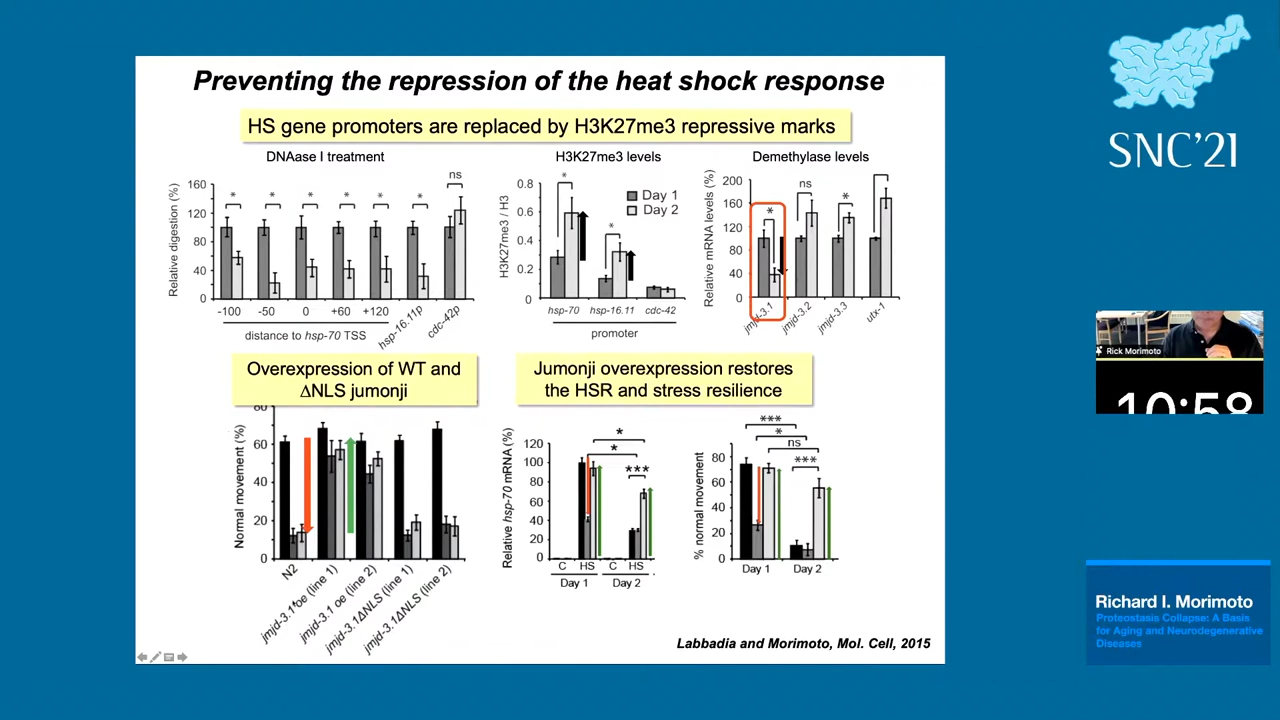 Preventing the repression of the heat shock response
HS gene promoters are replaced by H3K27me3 repressive marks
DNAase I treatment
Relative digestion (%)
160
120
80
40
0
* * * * * * ns
-100 -50 0 +60 +120 hsp-16.11p cdc-42p
distance to hsp-70 TSS
H3K27me3 levels
H3K27me3 / H3
0.8
0.6
0.4
0.2
0
* *
Day 1
Day 2
hsp-70 hsp-16.11 cdc-42
promoter
Demethylase levels
Relative mRNA levels (%)
200
160
120
80
40
0
* ns *
jmjd-3.1 jmjd-3.2 jmjd-3.3 utx-1
Overexpression of WT and
ΔNLS jumonji
Normal movement (%)
80
60
40
20
0
N2 jmjd-3.1 oe (line 1) jmjd-3.1 oe (line 2) jmjd-3.1ΔNLS (line 1) jmjd-3.1ΔNLS (line 2)
Jumonji overexpression restores
the HSR and stress resilience
Relative hsp-70 mRNA (%)
120
100
80
60
40
20
0
*
*
***
C HS C HS
Day 1 Day 2
% normal movement
80
60
40
20
0
***
*
ns
***
Day 1 Day 2
Labbadia and Morimoto, Mol. Cell, 2015
SNC'21
Rick Morimoto
10:58
Richard I. Morimoto
Proteostasis Collapse: A Basis
for Aging and Neurodegenerative
Diseases